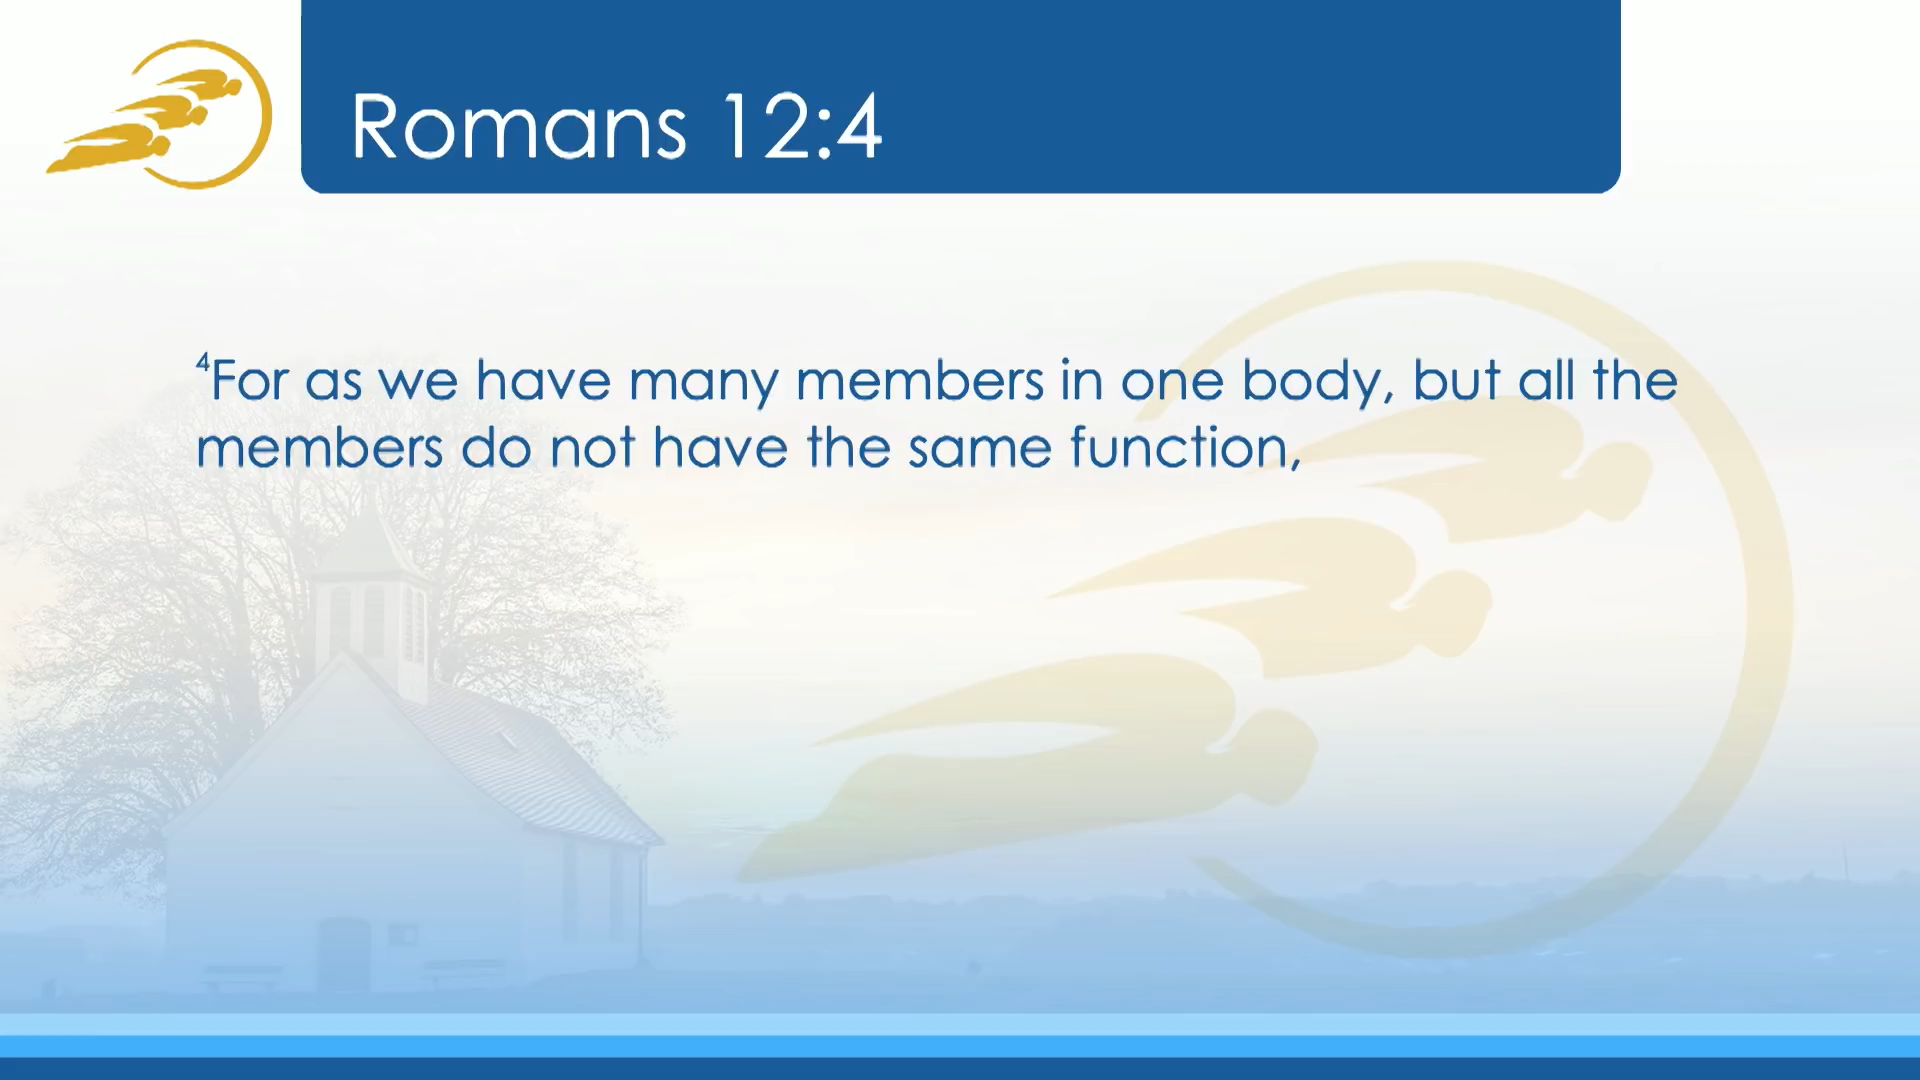 Romans 12:4
⁴For as we have many members in one body, but all the
members do not have the same function,